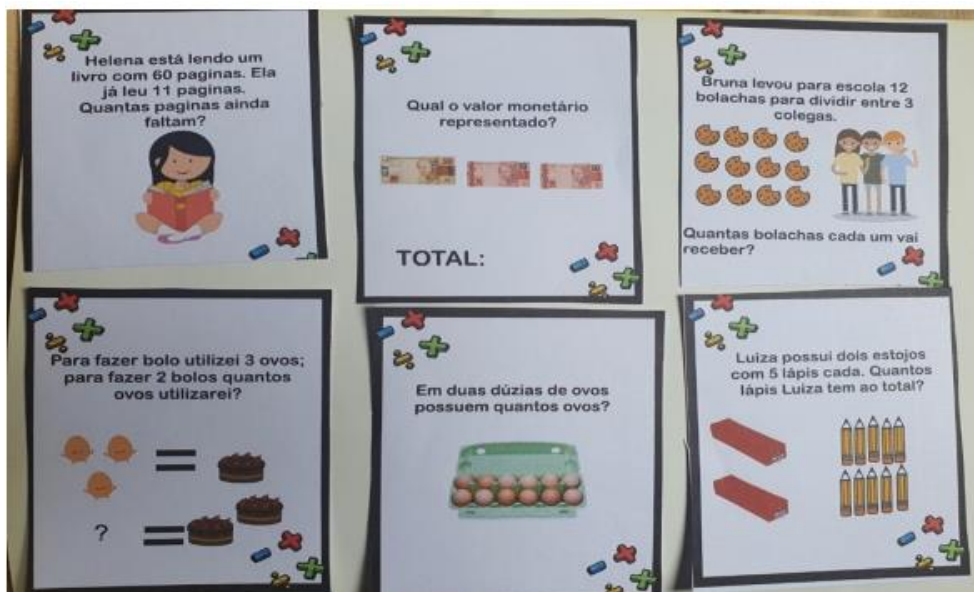 Helena está lendo um
livro com 60 paginas. Ela
já leu 11 paginas.
Quantas paginas ainda
faltam?
Qual o valor monetário
representado?
TOTAL:
Bruna levou para escola 12
bolachas para dividir entre 3
colegas.
Quantas bolachas cada um vai
receber?
Para fazer bolo utilizei 3 ovos;
para fazer 2 bolos quantos
ovos utilizarei?
?
Em duas dúzias de ovos
possuem quantos ovos?
Luiza possui dois estojos
com 5 lápis cada. Quantos
lápis Luiza tem ao total?